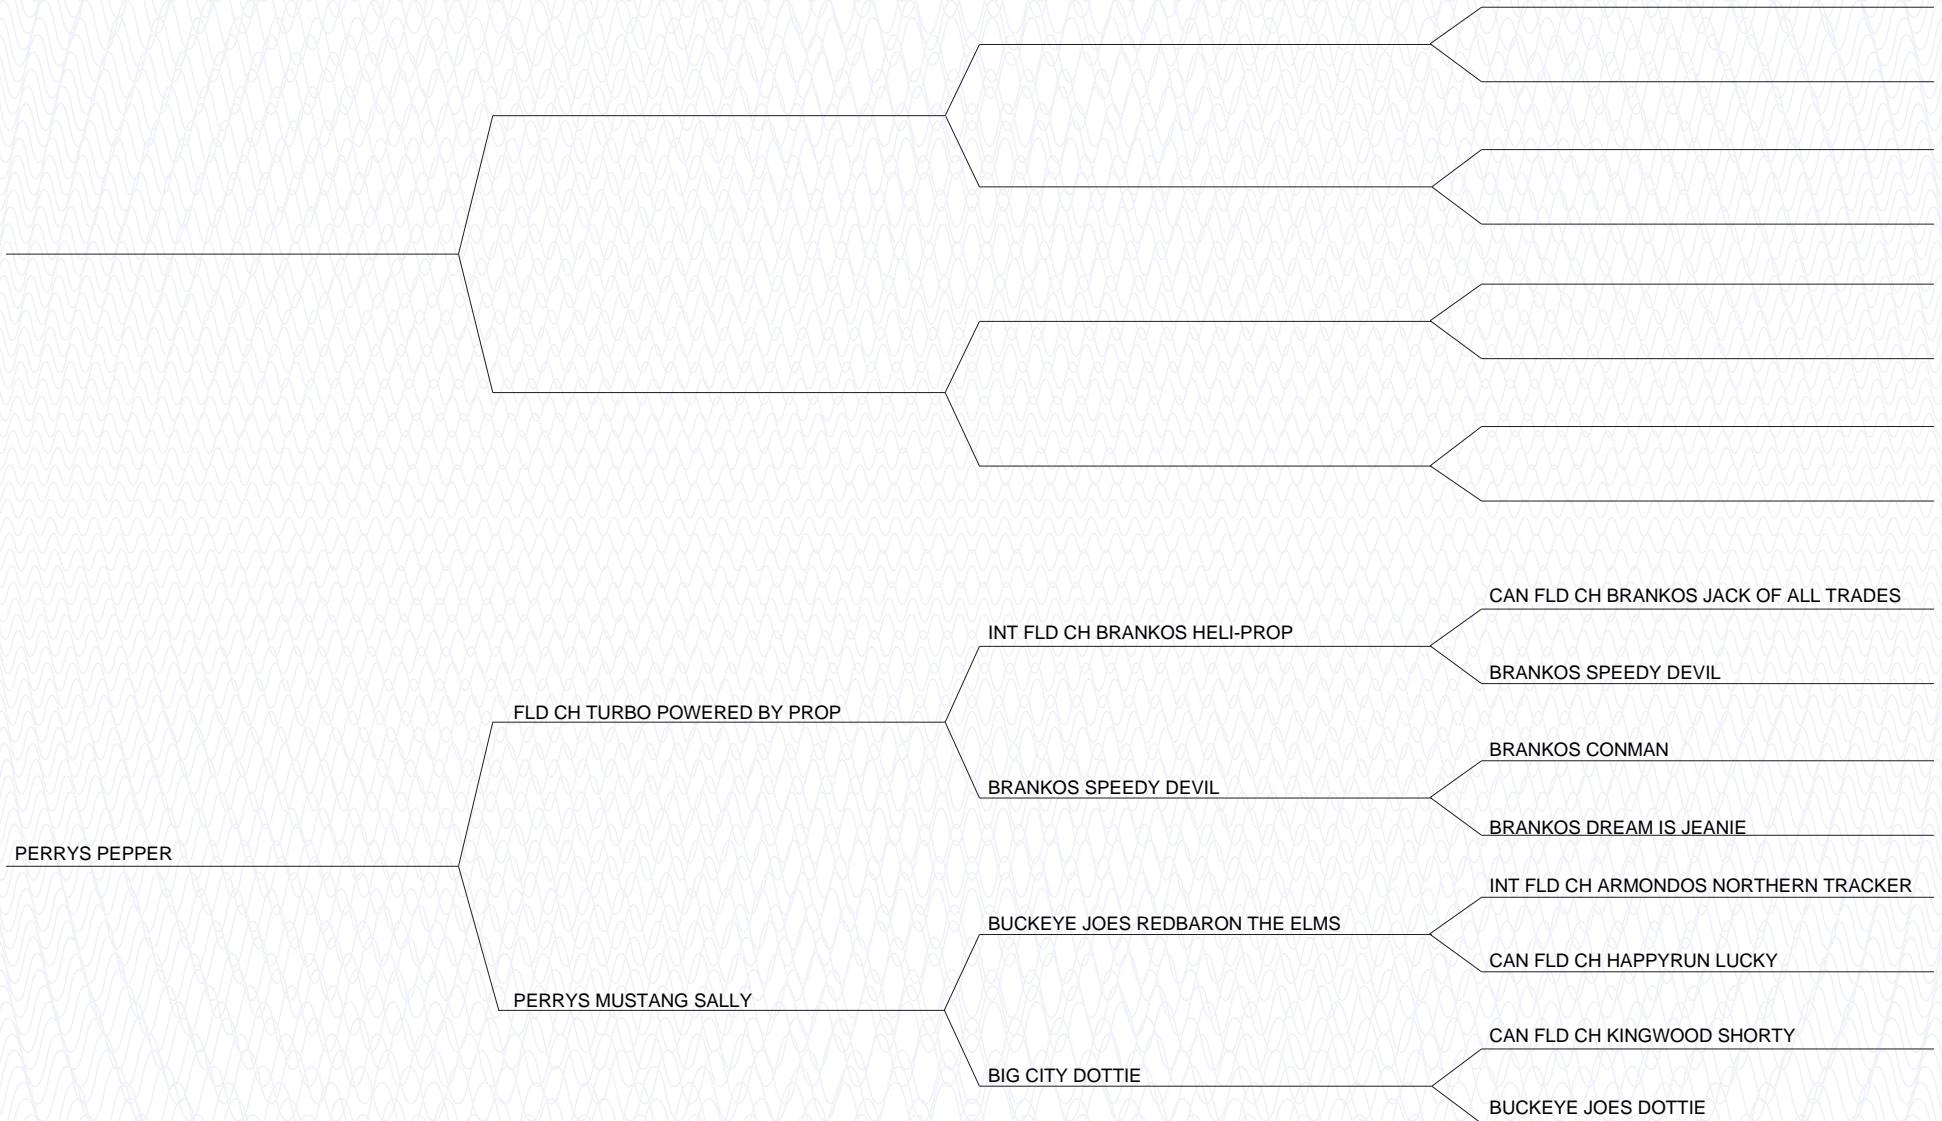 CAN FLD CH BRANKOS JACK OF ALL TRADES
INT FLD CH BRANKOS HELI-PROP
BRANKOS SPEEDY DEVIL
FLD CH TURBO POWERED BY PROP
BRANKOS CONMAN
BRANKOS SPEEDY DEVIL
BRANKOS DREAM IS JEANIE
PERRYS PEPPER
INT FLD CH ARMONDOS NORTHERN TRACKER
BUCKEYE JOES REDBARON THE ELMS
CAN FLD CH HAPPYRUN LUCKY
PERRYS MUSTANG SALLY
CAN FLD CH KINGWOOD SHORTY
BIG CITY DOTTIE
BUCKEYE JOES DOTTIE